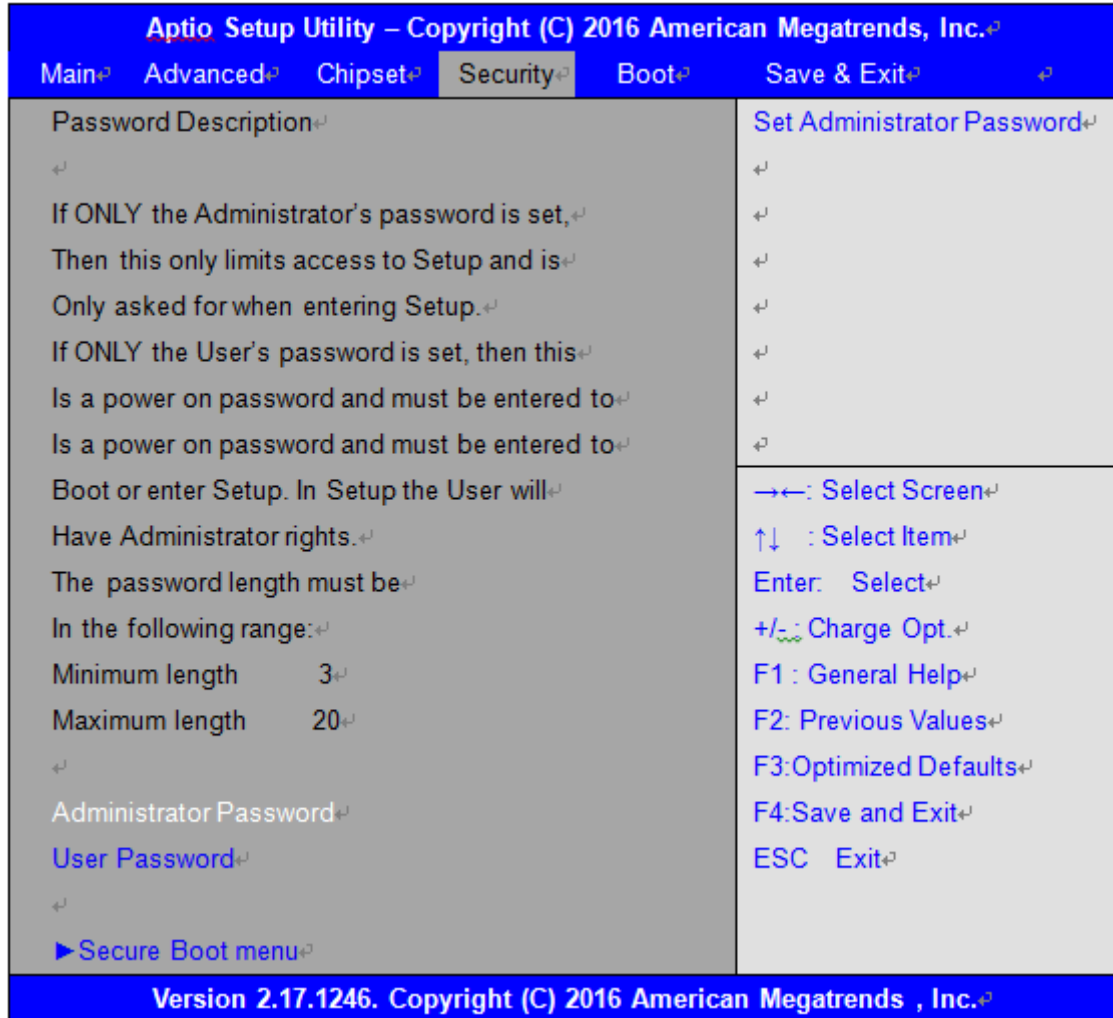 Aptio Setup Utility – Copyright (C) 2016 American Megatrends, Inc.
Main Advanced Chipset Security Boot Save & Exit
Password Description
If ONLY the Administrator’s password is set,
Then this only limits access to Setup and is
Only asked for when entering Setup.
If ONLY the User’s password is set, then this
Is a power on password and must be entered to
Is a power on password and must be entered to
Boot or enter Setup. In Setup the User will
Have Administrator rights.
The password length must be
In the following range:
Minimum length 3
Maximum length 20
Administrator Password
User Password
►Secure Boot menu
Set Administrator Password
→←: Select Screen
↑↓ : Select Item
Enter: Select
+/-: Charge Opt.
F1 : General Help
F2: Previous Values
F3:Optimized Defaults
F4:Save and Exit
ESC Exit
Version 2.17.1246. Copyright (C) 2016 American Megatrends , Inc.